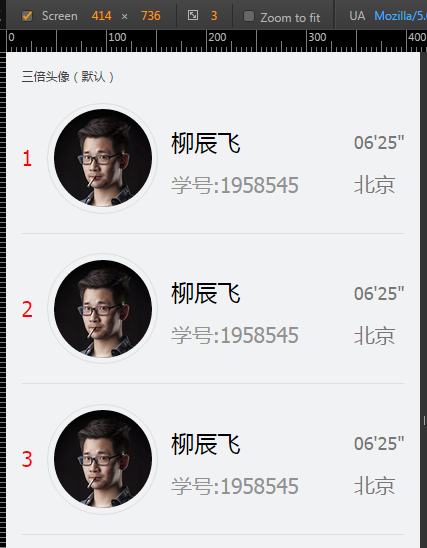 Screen 414 × 736 3 Zoom to fit UA Mozilla/5.0
0 100 200 300 400
三倍头像（默认）
1 柳辰飞 06'25"
学号:1958545 北京
2 柳辰飞 06'25"
学号:1958545 北京
3 柳辰飞 06'25"
学号:1958545 北京